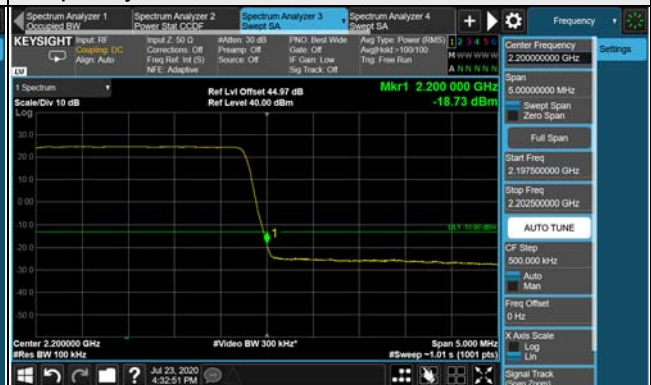 Spectrum Analyzer 1
Occupied BW
Spectrum Analyzer 2
Power Stat CCDF
Spectrum Analyzer 3
Swept SA
Spectrum Analyzer 4
Swept SA
Frequency
KEYSIGHT
Input: RF
Coupling: DC
Align: Auto
Input Z: 50 Ω
Corrections: Off
Freq Ref: Int (S)
NFE: Adaptive
#Atten: 30 dB
Preamp: Off
Source: Off
PNO: Best Wide
Gate: Off
IF Gain: Low
Sig Track: Off
Avg Type: Power (RMS)
Avg|Hold: >100/100
Trig: Free Run
1 2 3 4 5 6
M W W W W W
A N N N N N
1 Spectrum
Scale/Div 10 dB
Log
Ref Lvl Offset 44.97 dB
Ref Level 40.00 dBm
Mkr1 2.200 000 GHz
-18.73 dBm
30.0
20.0
10.0
0.00
-10.0
-20.0
-30.0
-40.0
-50.0
1
Center 2.200000 GHz
#Res BW 100 kHz
#Video BW 300 kHz*
Span 5.000 MHz
#Sweep ~1.01 s (1001 pts)
Jul 23, 2020
4:32:51 PM
Center Frequency
2.200000000 GHz
Settings
Span
5.00000000 MHz
Swept Span
Zero Span
Full Span
Start Freq
2.197500000 GHz
Stop Freq
2.202500000 GHz
AUTO TUNE
CF Step
500.000 kHz
Auto
Man
Freq Offset
0 Hz
X Axis Scale
Log
Lin
Signal Track
(Span Zoom)